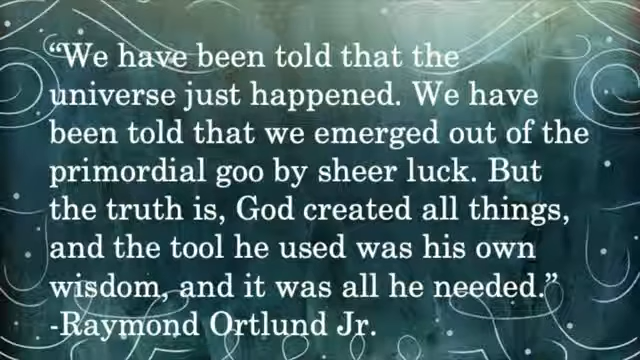 “We have been told that the
universe just happened. We have
been told that we emerged out of the
primordial goo by sheer luck. But
the truth is, God created all things,
and the tool he used was his own
wisdom, and it was all he needed.”
-Raymond Ortlund Jr.